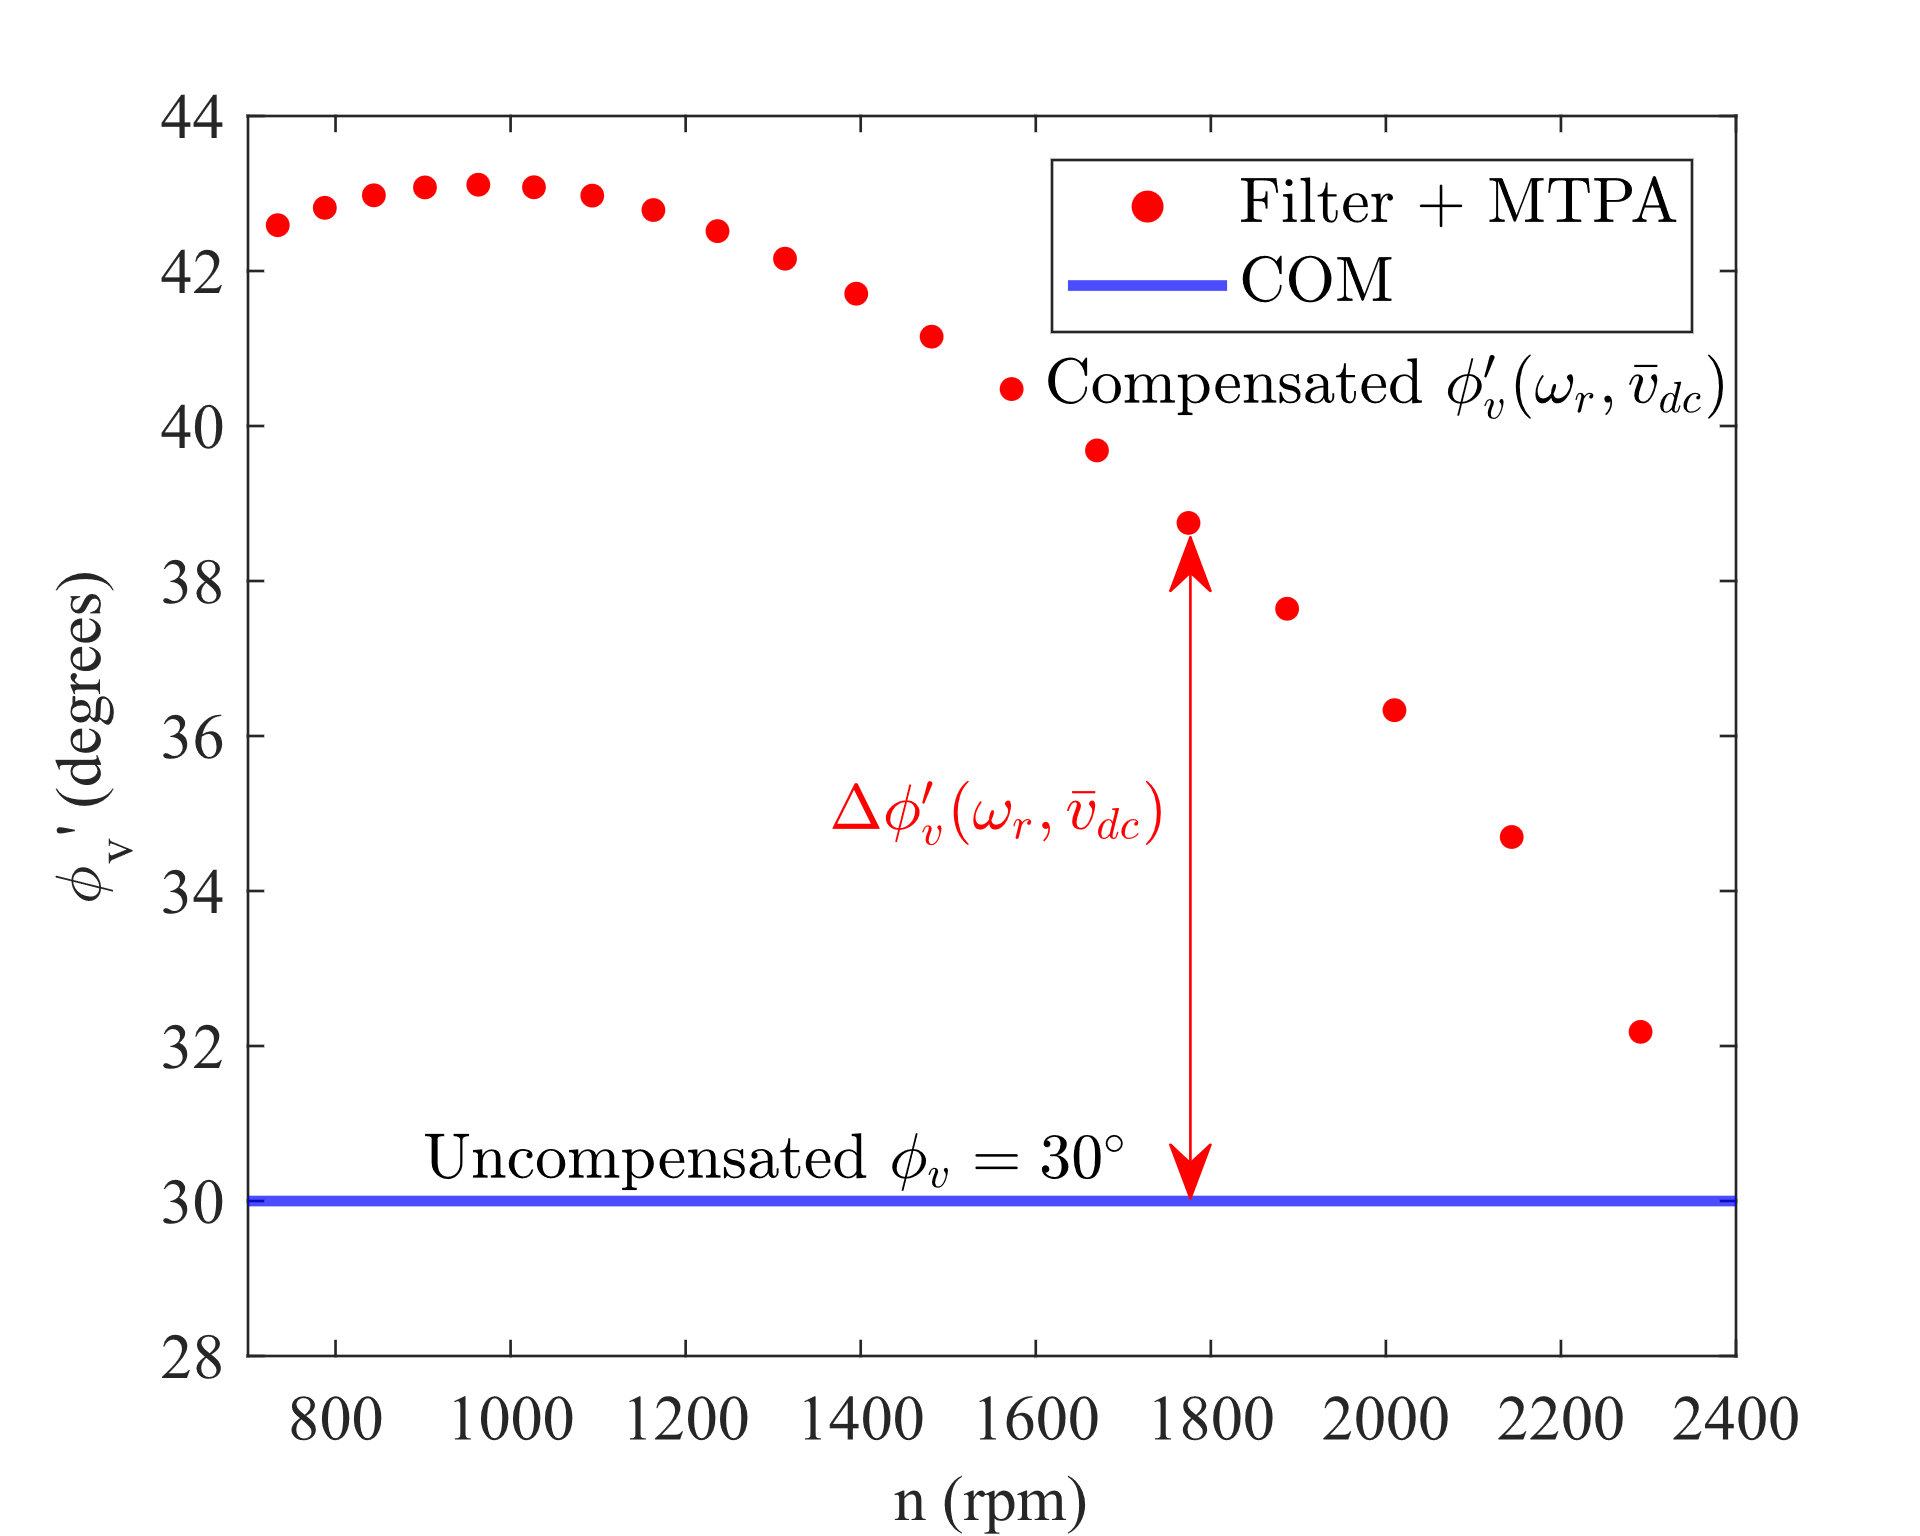 44
42
40
38
36
34
32
30
28
ϕv' (degrees)
Filter + MTPA
COM
Compensated ϕ′v(ωr, v̄dc)
Δϕ′v(ωr, v̄dc)
Uncompensated ϕv = 30°
800 1000 1200 1400 1600 1800 2000 2200 2400
n (rpm)